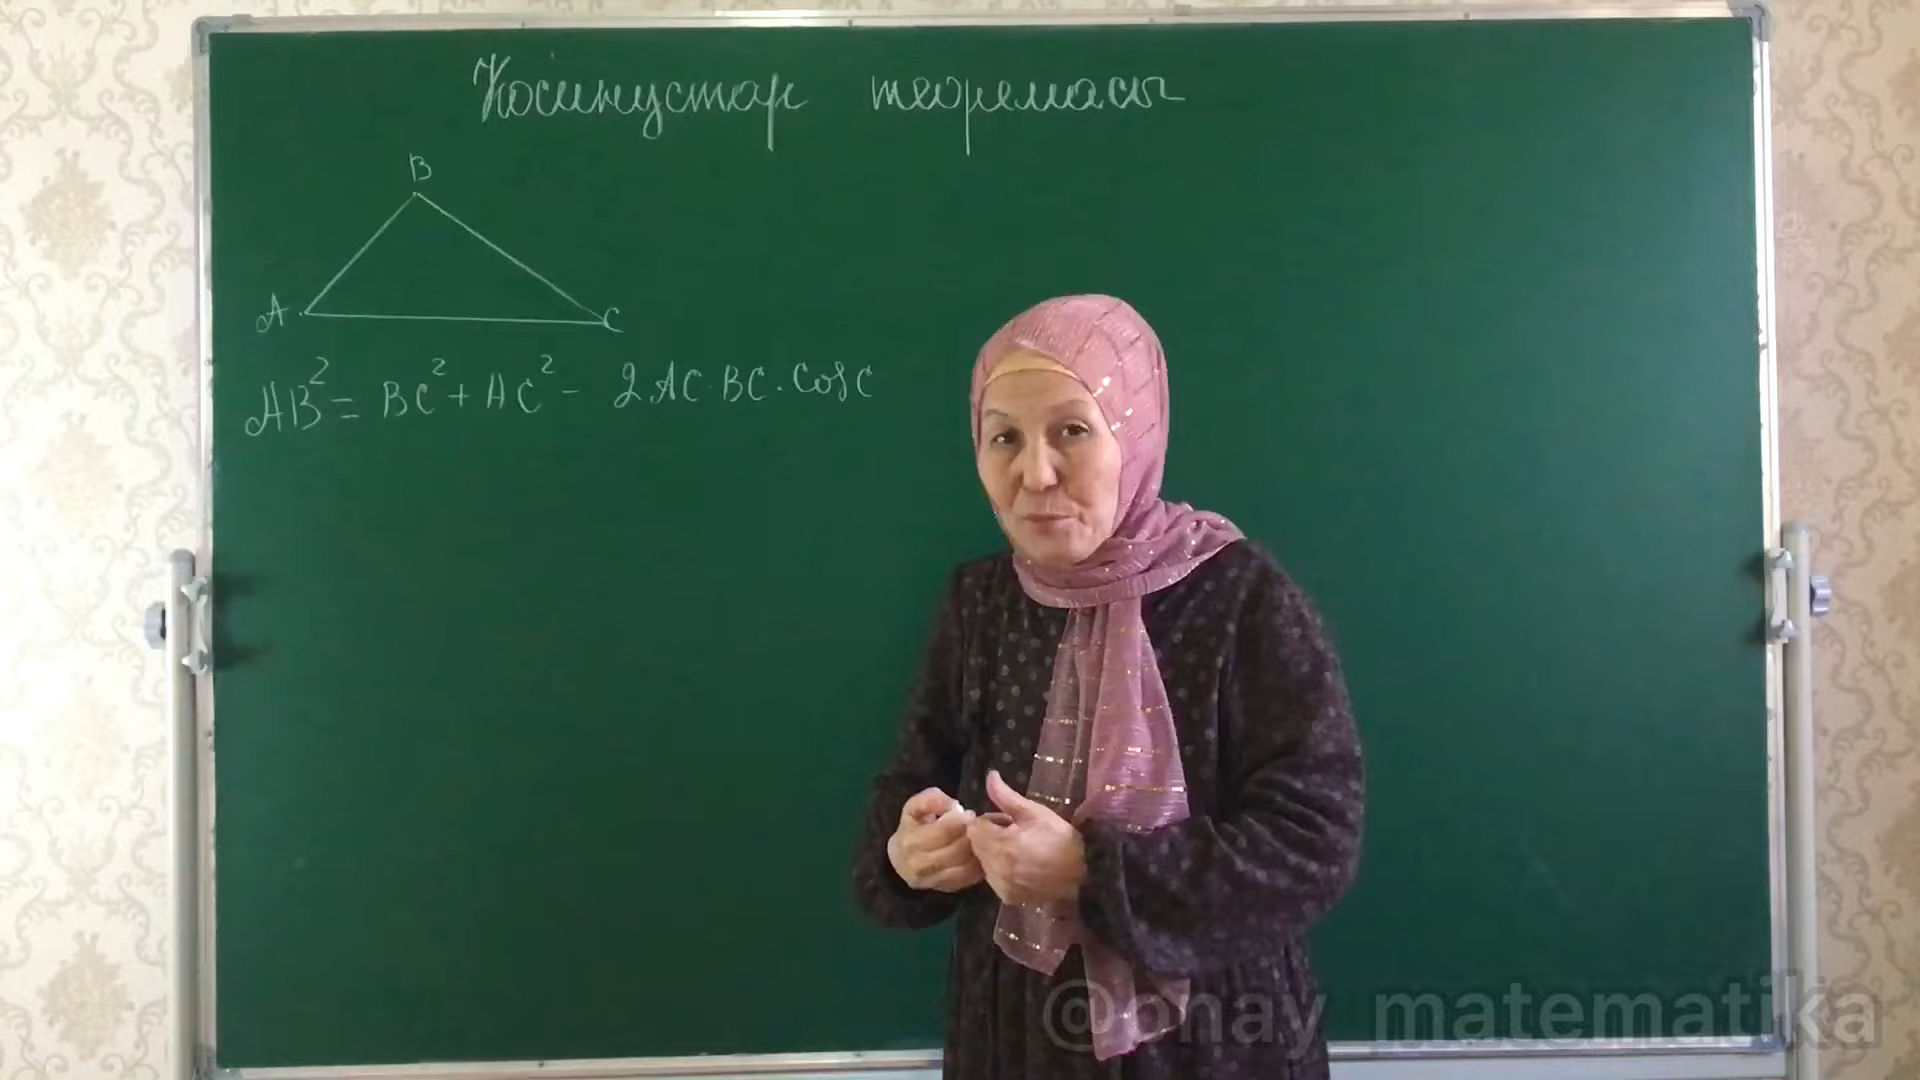 Косинустар теоремасы
B
A
C
AB² = BC² + AC² - 2AC·BC·cosC
@onay_matematika